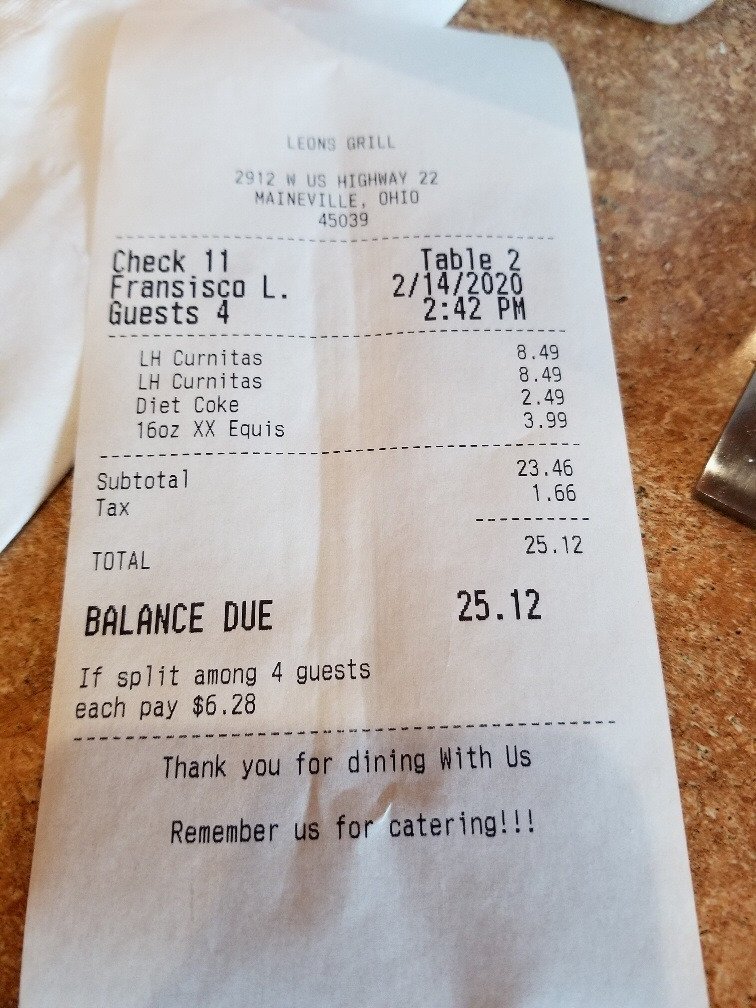 LEONS GRILL
2912 W US HIGHWAY 22
MAINEVILLE, OHIO
45039
Check 11 Table 2
Fransisco L. 2/14/2020
Guests 4 2:42 PM
LH Curnitas 8.49
LH Curnitas 8.49
Diet Coke 2.49
16oz XX Equis 3.99
Subtotal 23.46
Tax 1.66
TOTAL 25.12
BALANCE DUE 25.12
If split among 4 guests
each pay $6.28
Thank you for dining With Us
Remember us for catering!!!